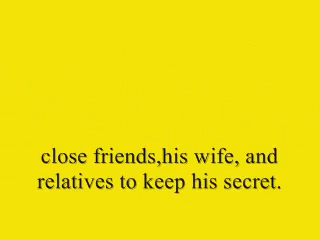 close friends,his wife, and
relatives to keep his secret.